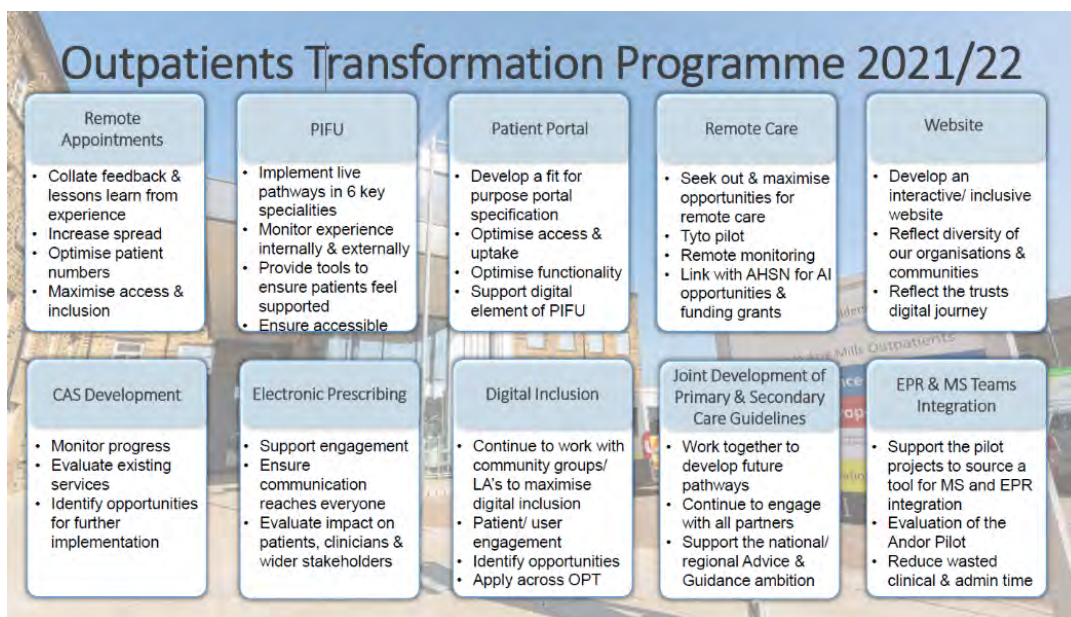 Outpatients Transformation Programme 2021/22
Remote
Appointments
• Collate feedback &
lessons learn from
experience
• Increase spread
• Optimise patient
numbers
• Maximise access &
inclusion
PIFU
• Implement live
pathways in 6 key
specialities
• Monitor experience
internally & externally
• Provide tools to
ensure patients feel
supported
• Ensure accessible
Patient Portal
• Develop a fit for
purpose portal
specification
• Optimise access &
uptake
• Optimise functionality
• Support digital
element of PIFU
Remote Care
• Seek out & maximise
opportunities for
remote care
• Tyto pilot
• Remote monitoring
• Link with AHSN for AI
opportunities &
funding grants
Website
• Develop an
interactive/ inclusive
website
• Reflect diversity of
our organisations &
communities
• Reflect the trusts
digital journey
CAS Development
• Monitor progress
• Evaluate existing
services
• Identify opportunities
for further
implementation
Electronic Prescribing
• Support engagement
• Ensure
communication
reaches everyone
• Evaluate impact on
patients, clinicians &
wider stakeholders
Digital Inclusion
• Continue to work with
community groups/
LA's to maximise
digital inclusion
• Patient/ user
engagement
• Identify opportunities
• Apply across OPT
Joint Development of
Primary & Secondary
Care Guidelines
• Work together to
develop future
pathways
• Continue to engage
with all partners
• Support the national/
regional Advice &
Guidance ambition
EPR & MS Teams
Integration
• Support the pilot
projects to source a
tool for MS and EPR
integration
• Evaluation of the
Andor Pilot
• Reduce wasted
clinical & admin time
Mills Outpatients